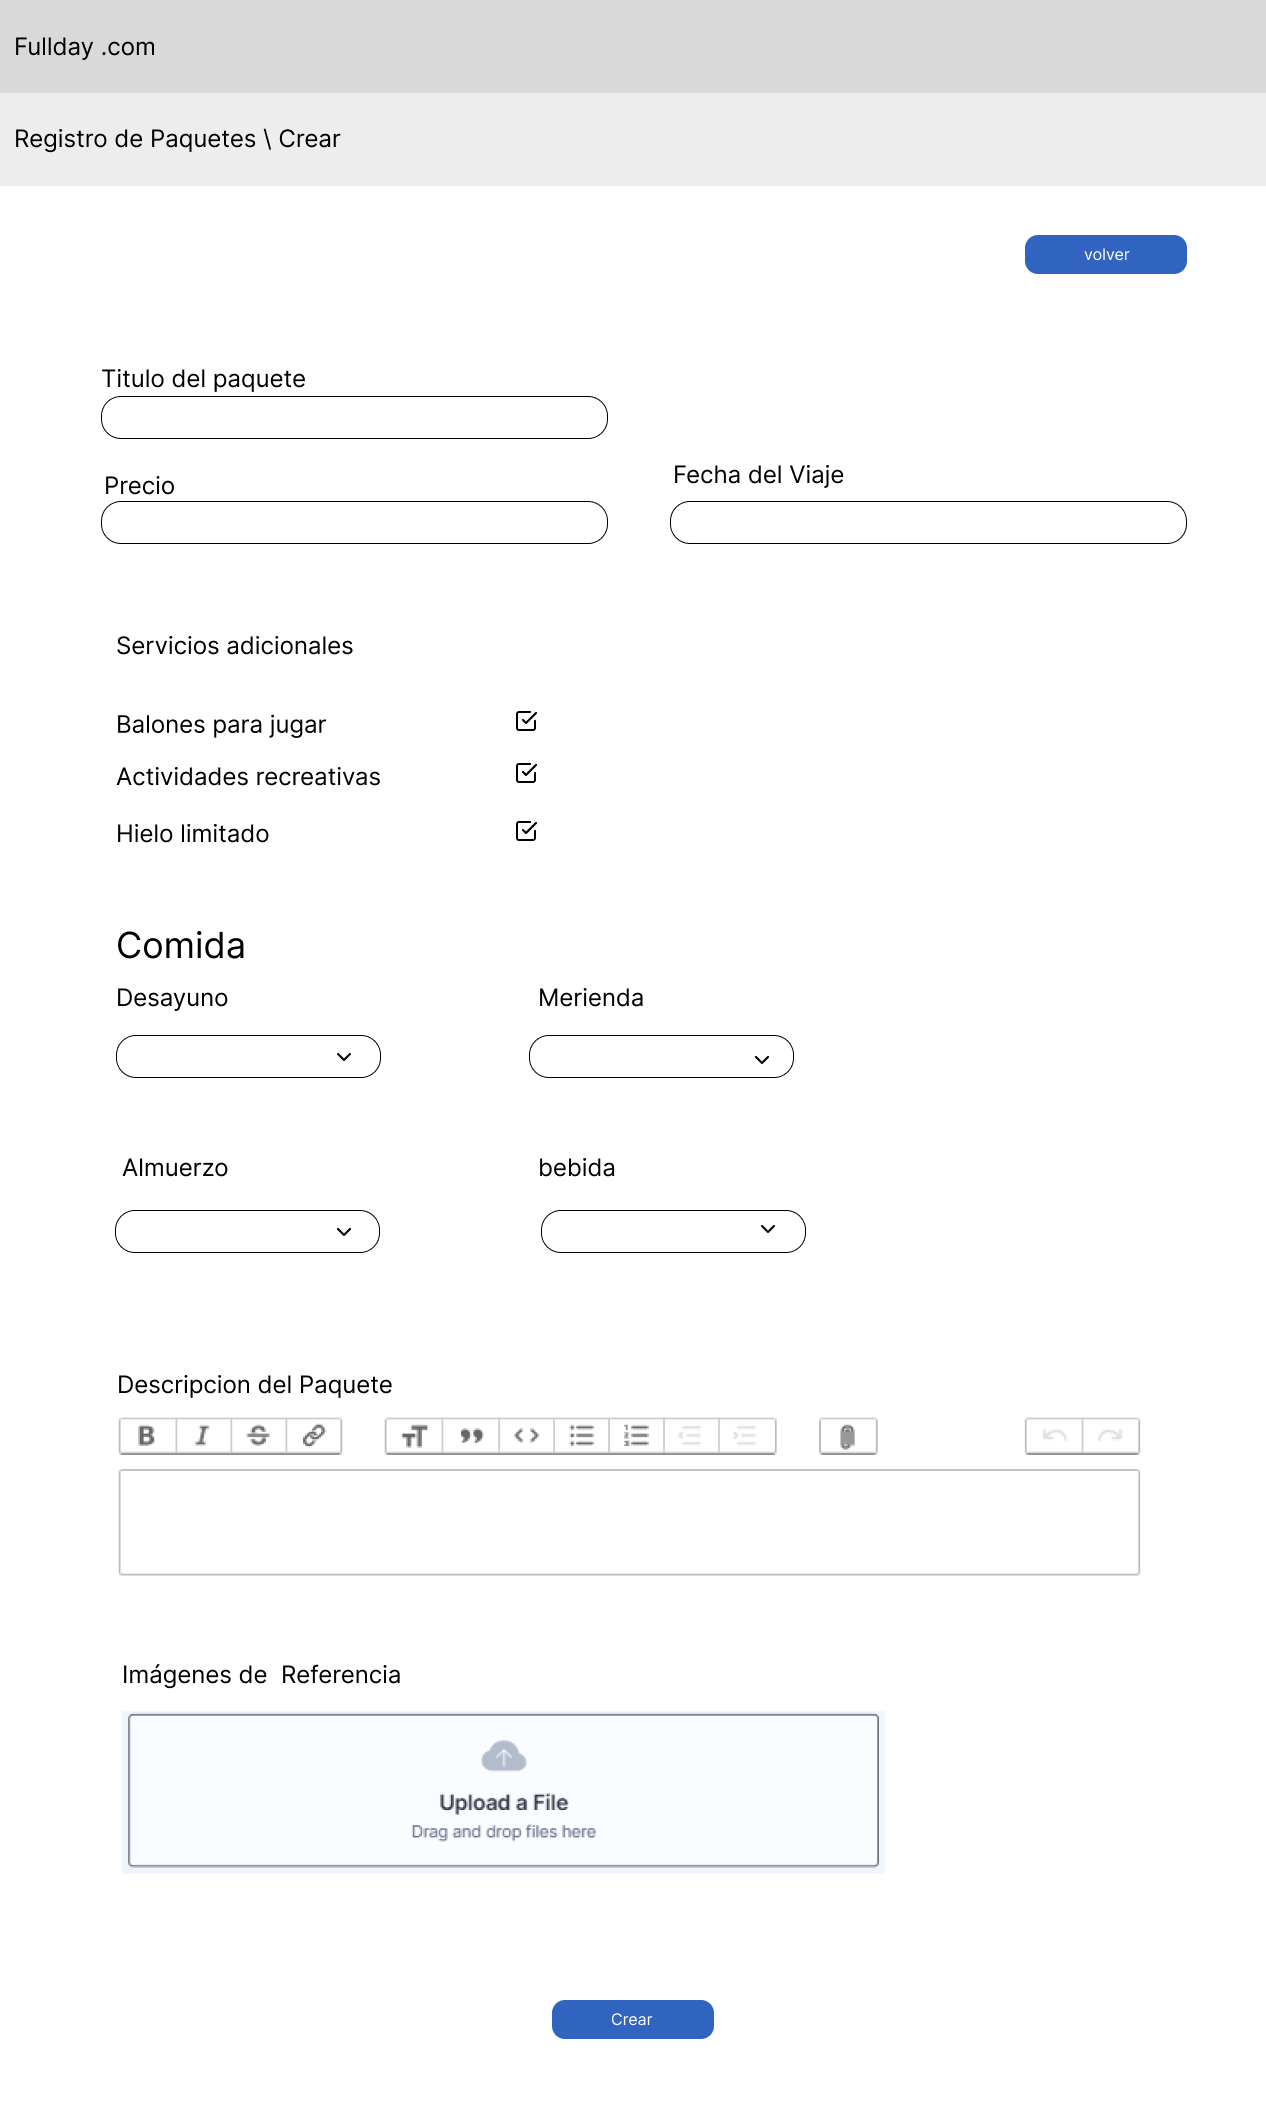 Fullday .com
Registro de Paquetes \ Crear
volver
Titulo del paquete
Precio
Fecha del Viaje
Servicios adicionales
Balones para jugar
Actividades recreativas
Hielo limitado
Comida
Desayuno
Merienda
Almuerzo
bebida
Descripcion del Paquete
Imágenes de  Referencia
Upload a File
Drag and drop files here
Crear